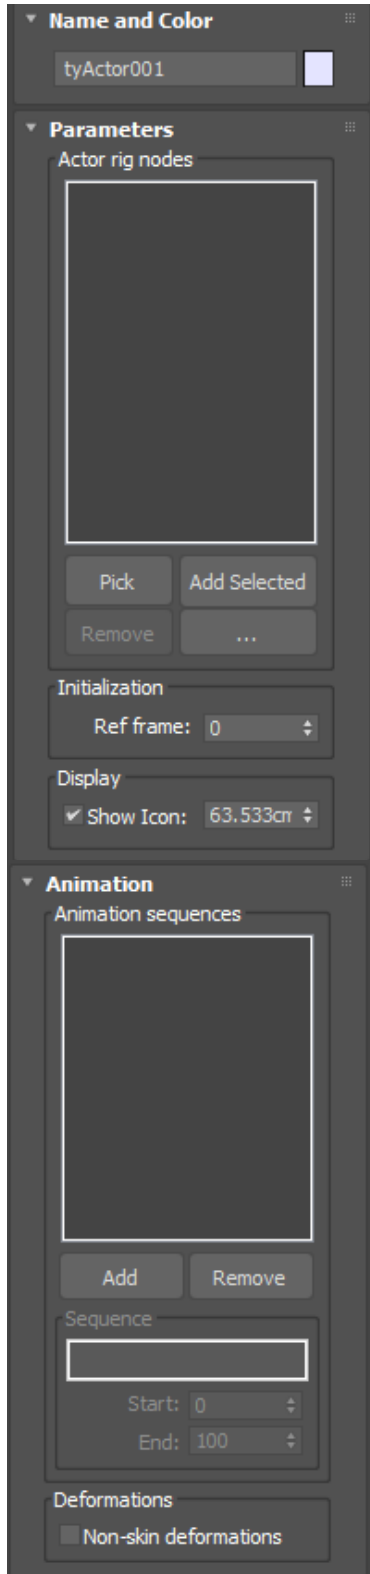 Name and Color
tyActor001
Parameters
Actor rig nodes
Pick Add Selected
Remove ...
Initialization
Ref frame: 0
Display
Show Icon: 63.533cm
Animation
Animation sequences
Add Remove
Sequence
Start: 0
End: 100
Deformations
Non-skin deformations